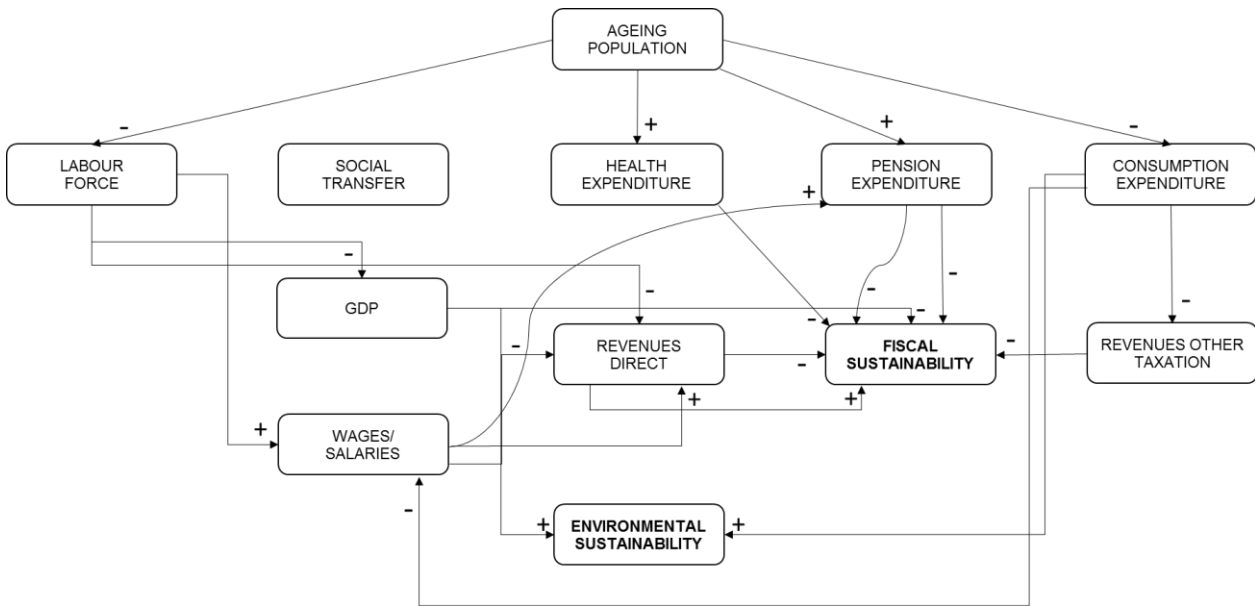 AGEING
POPULATION
-
+
+
-
LABOUR
FORCE
SOCIAL
TRANSFER
HEALTH
EXPENDITURE
PENSION
EXPENDITURE
CONSUMPTION
EXPENDITURE
+
-
-
-
-
-
GDP
-
-
-
REVENUES
DIRECT
-
FISCAL
SUSTAINABILITY
-
REVENUES OTHER
TAXATION
+
+
+
WAGES/
SALARIES
-
+
ENVIRONMENTAL
SUSTAINABILITY
+